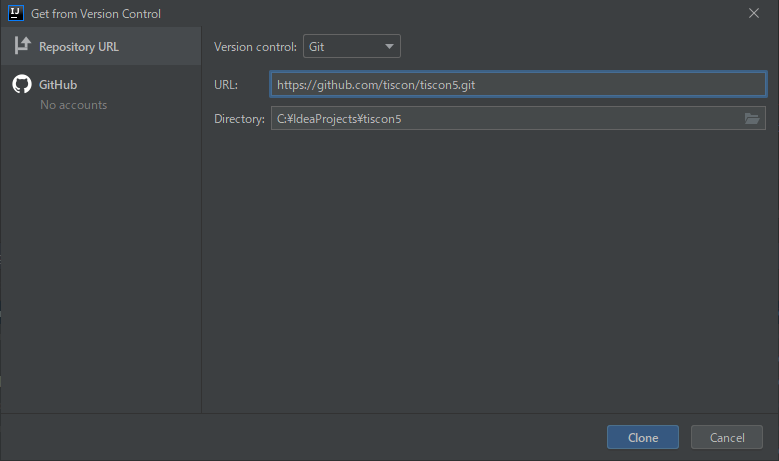 IJ Get from Version Control
Repository URL
GitHub
No accounts
Version control: Git
URL: https://github.com/tiscon/tiscon5.git
Directory: C:¥IdeaProjects¥tiscon5
Clone Cancel